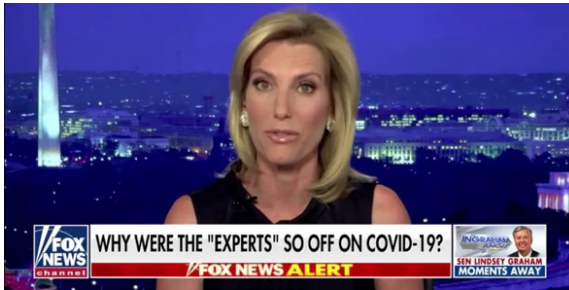 FOX
NEWS
channel
WHY WERE THE "EXPERTS" SO OFF ON COVID-19?
FOX NEWS ALERT
INGRAHAM
ANGLE
SEN LINDSEY GRAHAM
MOMENTS AWAY